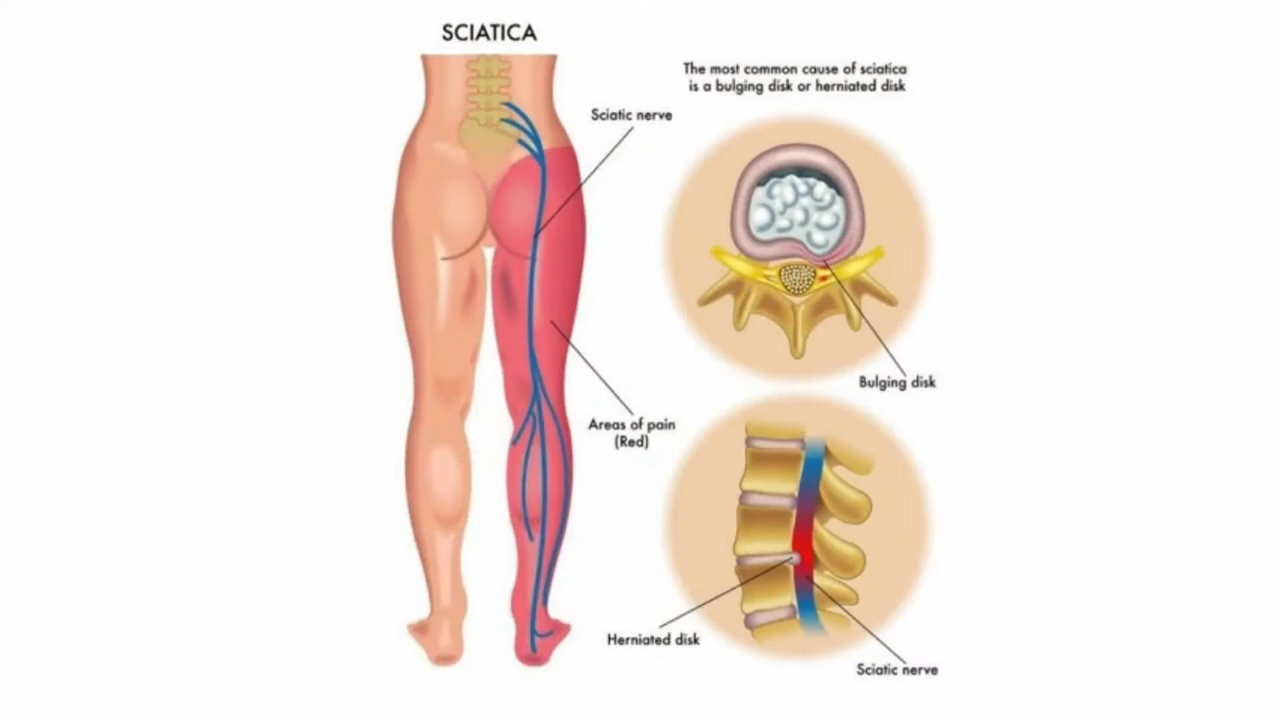 SCIATICA
The most common cause of sciatica
is a bulging disk or herniated disk
Sciatic nerve
Bulging disk
Areas of pain
(Red)
Herniated disk
Sciatic nerve